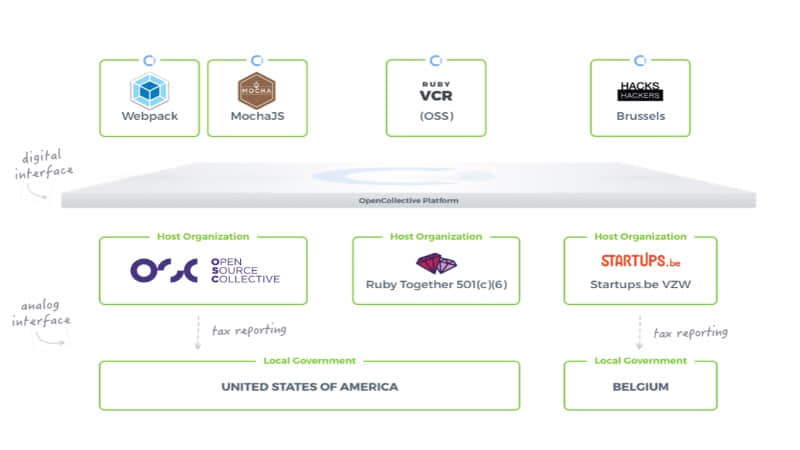 MOCHA
RUBY
VCR
HACKS
HACKERS
Webpack
MochaJS
(OSS)
Brussels
digital
interface
OpenCollective Platform
Host Organization
Host Organization
Host Organization
OSC
OPEN
SOURCE
COLLECTIVE
Ruby Together 501(c)(6)
STARTUPS.be
Startups.be VZW
analog
interface
tax reporting
tax reporting
Local Government
Local Government
UNITED STATES OF AMERICA
BELGIUM